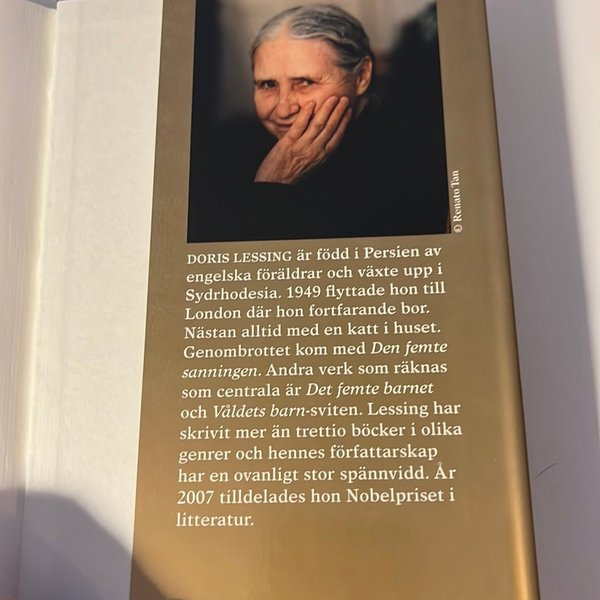 © Renato Tan
DORIS LESSING är född i Persien av
engelska föräldrar och växte upp i
Sydrhodesia. 1949 flyttade hon till
London där hon fortfarande bor.
Nästan alltid med en katt i huset.
Genombrottet kom med Den femte
sanningen. Andra verk som räknas
som centrala är Det femte barnet
och Våldets barn-sviten. Lessing har
skrivit mer än trettio böcker i olika
genrer och hennes författarskap
har en ovanligt stor spännvidd. År
2007 tilldelades hon Nobelpriset i
litteratur.